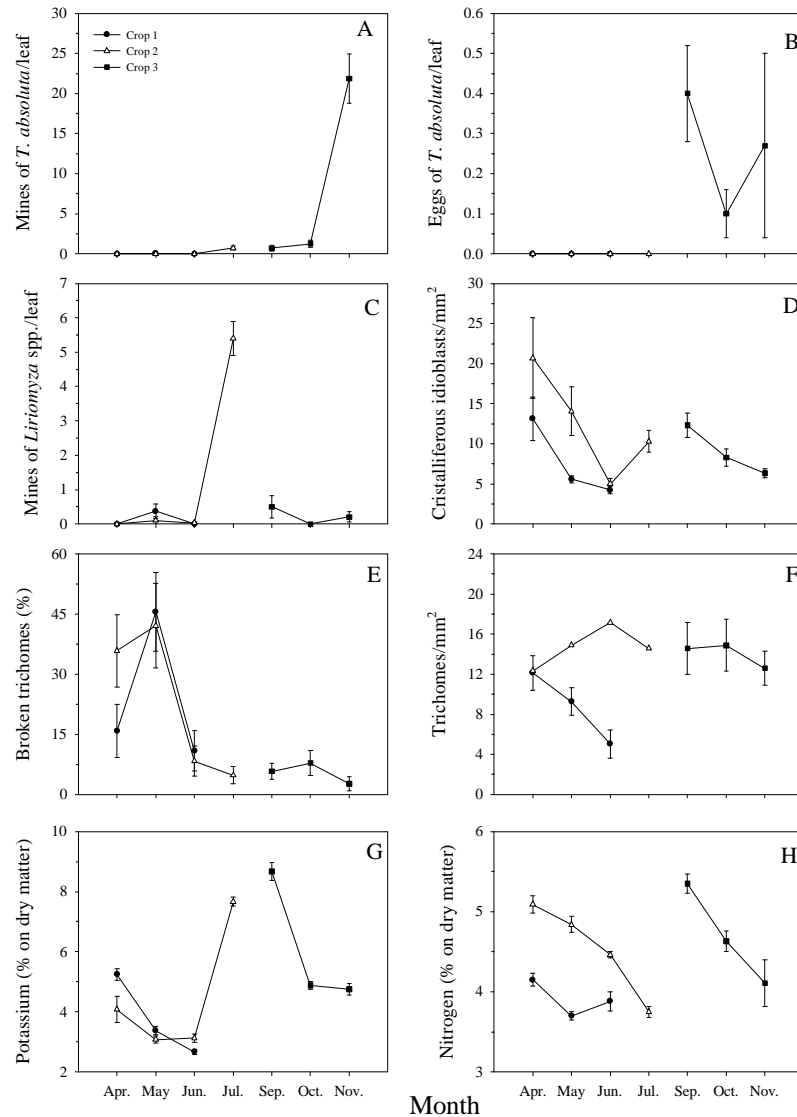 A
30
25
20
15
10
5
0
Mines of T. absoluta/leaf
Crop 1
Crop 2
Crop 3
B
0.6
0.5
0.4
0.3
0.2
0.1
0.0
Eggs of T. absoluta/leaf
C
7
6
5
4
3
2
1
0
Mines of Liriomyza spp./leaf
D
30
25
20
15
10
5
0
Cristalliferous idioblasts/mm2
E
60
45
30
15
0
Broken trichomes (%)
F
24
20
16
12
8
4
0
Trichomes/mm2
G
10
8
6
4
2
Potassium (% on dry matter)
Apr. May Jun. Jul. Sep. Oct. Nov.
H
6
5
4
3
Nitrogen (% on dry matter)
Apr. May Jun. Jul. Sep. Oct. Nov.
Month